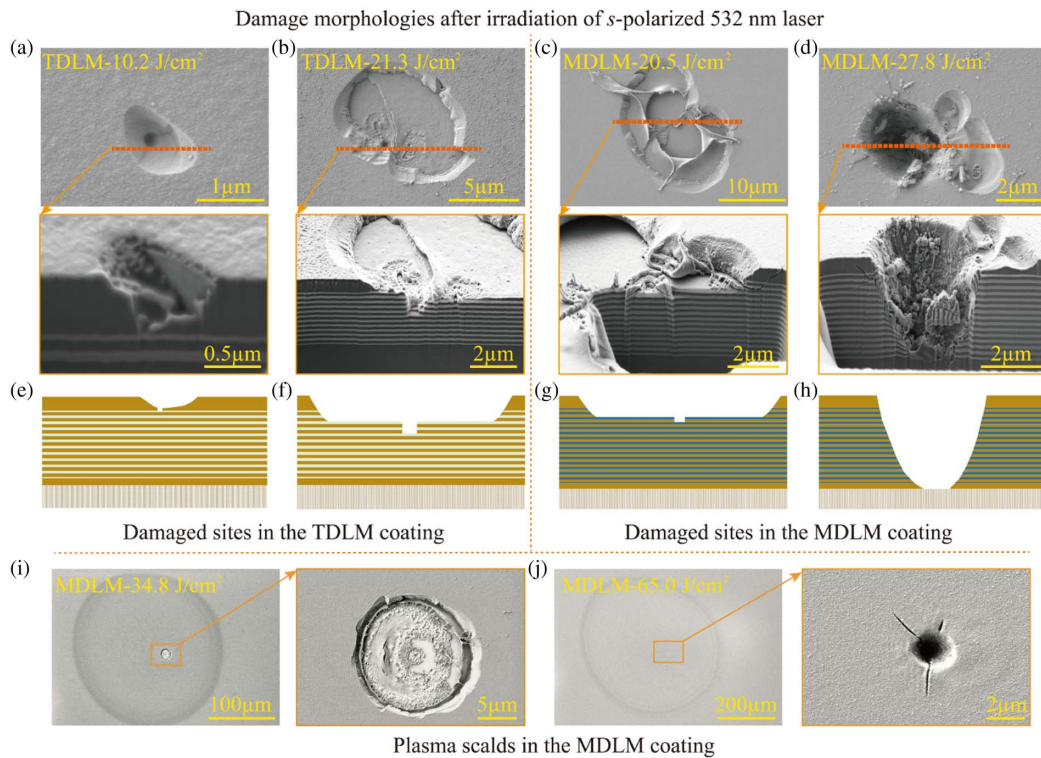 Damage morphologies after irradiation of s-polarized 532 nm laser
(a)
TDLM-10.2 J/cm²
1μm
(b)
TDLM-21.3 J/cm²
5μm
(c)
MDLM-20.5 J/cm²
10μm
(d)
MDLM-27.8 J/cm²
2μm
0.5μm
2μm
2μm
2μm
(e)
(f)
(g)
(h)
Damaged sites in the TDLM coating
Damaged sites in the MDLM coating
(i)
MDLM-34.8 J/cm²
100μm
5μm
(j)
MDLM-65.0 J/cm²
200μm
2μm
Plasma scalds in the MDLM coating